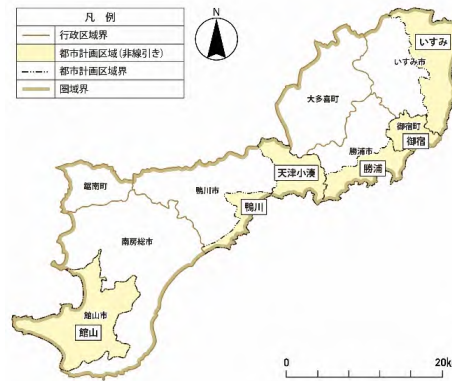 凡 例
行政区域界
都市計画区域(非線引き)
都市計画区域界
圏域界
N
いすみ
いすみ市
大多喜町
御宿町
御宿
勝浦市
勝浦
天津小湊
鴨川市
鴨川
鋸南町
南房総市
館山市
館山
0
20k